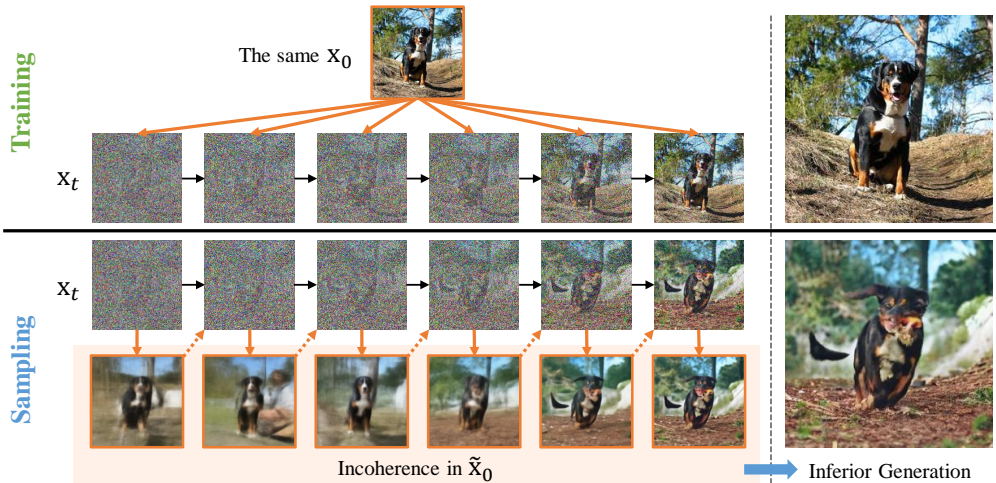 Training
The same x₀
xₜ
Sampling
xₜ
Incoherence in x̃₀
Inferior Generation